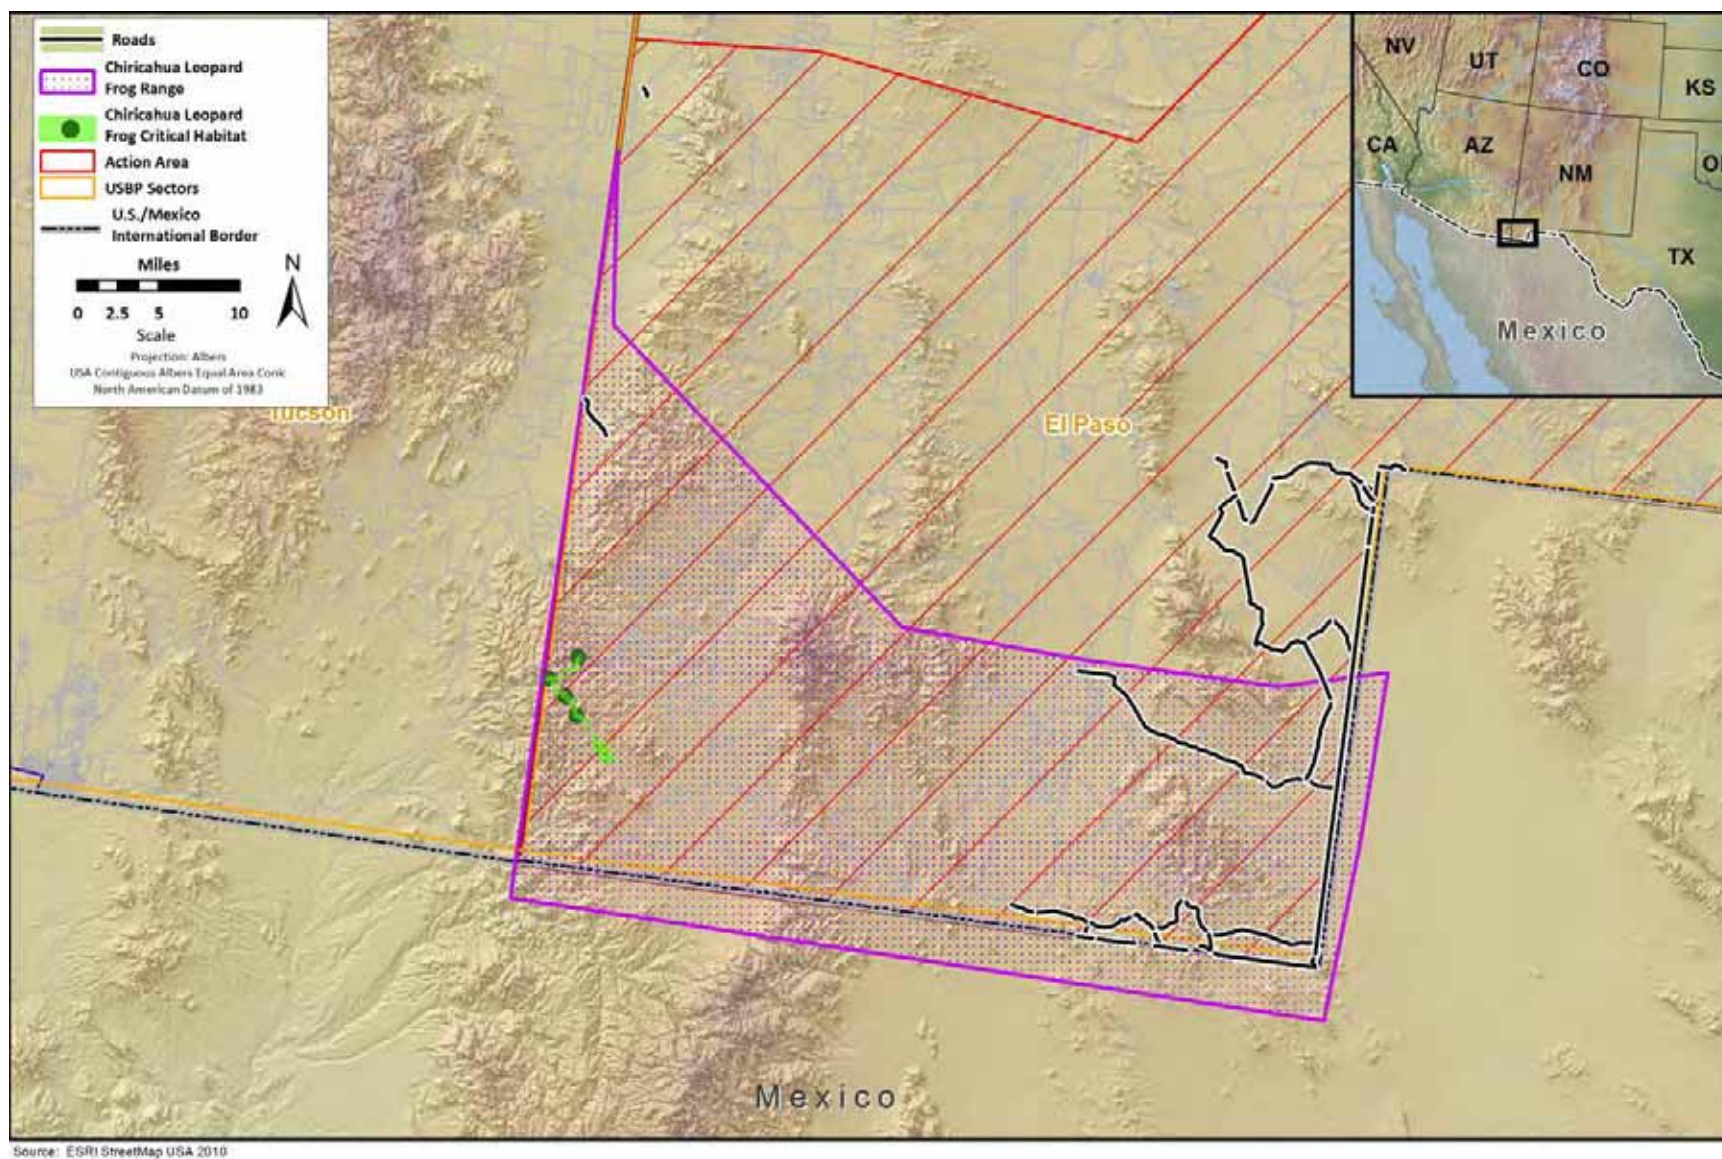 Roads
Chiricahua Leopard
Frog Range
Chiricahua Leopard
Frog Critical Habitat
Action Area
USBP Sectors
U.S./Mexico
International Border
Miles
N
0 2.5 5 10
Scale
Projection: Albers
USA Contiguous Albers Equal Area Conic
North American Datum of 1983
Tucson
El Paso
NV
UT
CO
KS
CA
AZ
NM
O
TX
Mexico
Mexico
Source: ESRI StreetMap USA 2010